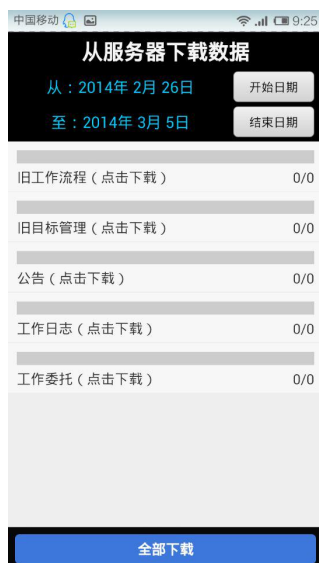 中国移动 9:25
从服务器下载数据
从：2014年 2月 26日 开始日期
至：2014年 3月 5日 结束日期
旧工作流程（点击下载） 0/0
旧目标管理（点击下载） 0/0
公告（点击下载） 0/0
工作日志（点击下载） 0/0
工作委托（点击下载） 0/0
全部下载